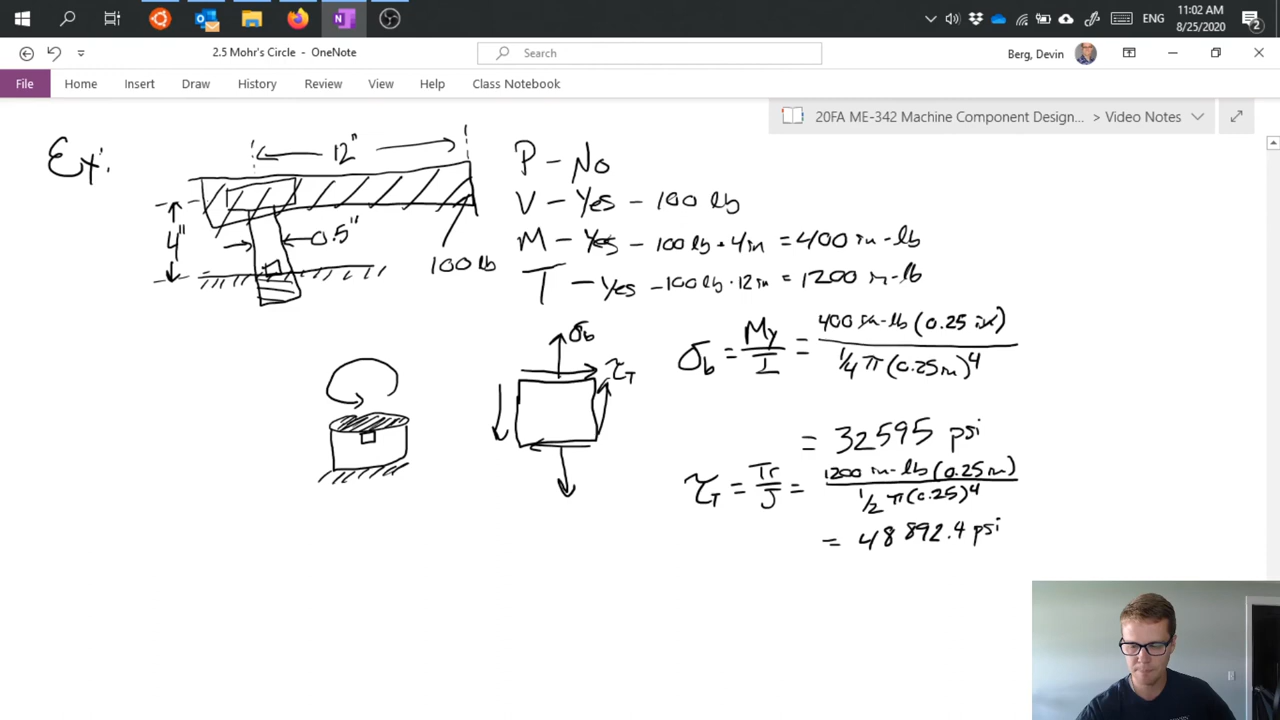 11:02 AM
ENG
8/25/2020
2
2.5 Mohr's Circle - OneNote
Search
Berg, Devin
File
Home
Insert
Draw
History
Review
View
Help
Class Notebook
20FA ME-342 Machine Component Design... > Video Notes
Ex:
12"
4"
0.5"
100 lb
P - No
V - Yes - 100 lb
M - Yes - 100 lb · 4 in = 400 in-lb
T - Yes - 100 lb · 12 in = 1200 in-lb
σb
τT
σb = My/I = 400 in-lb (0.25 in) / ¼ π (0.25 in)^4
= 32595 psi
τT = Tr/J = 1200 in-lb (0.25 in) / ½ π (0.25)^4
= 48 892.4 psi